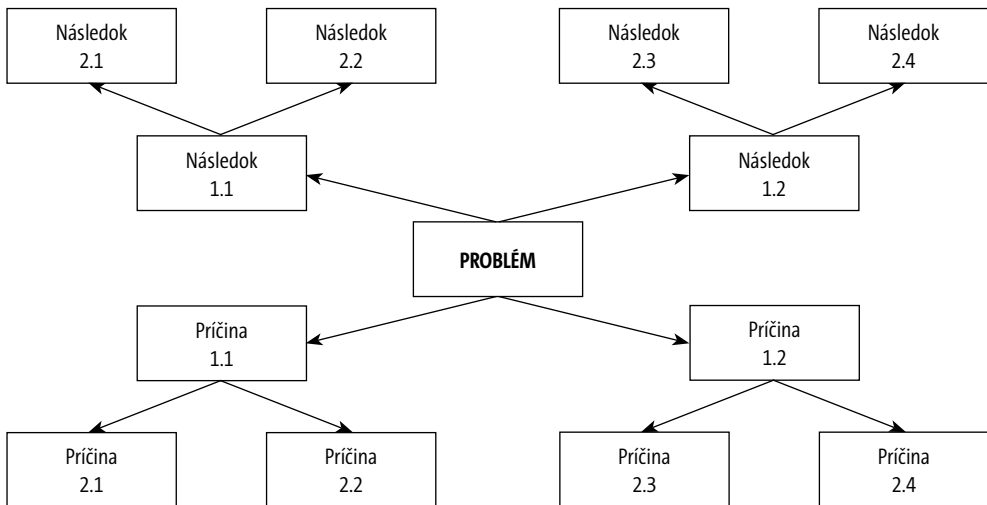 Následok
2.1
Následok
2.2
Následok
2.3
Následok
2.4
Následok
1.1
Následok
1.2
PROBLÉM
Príčina
1.1
Príčina
1.2
Príčina
2.1
Príčina
2.2
Príčina
2.3
Príčina
2.4